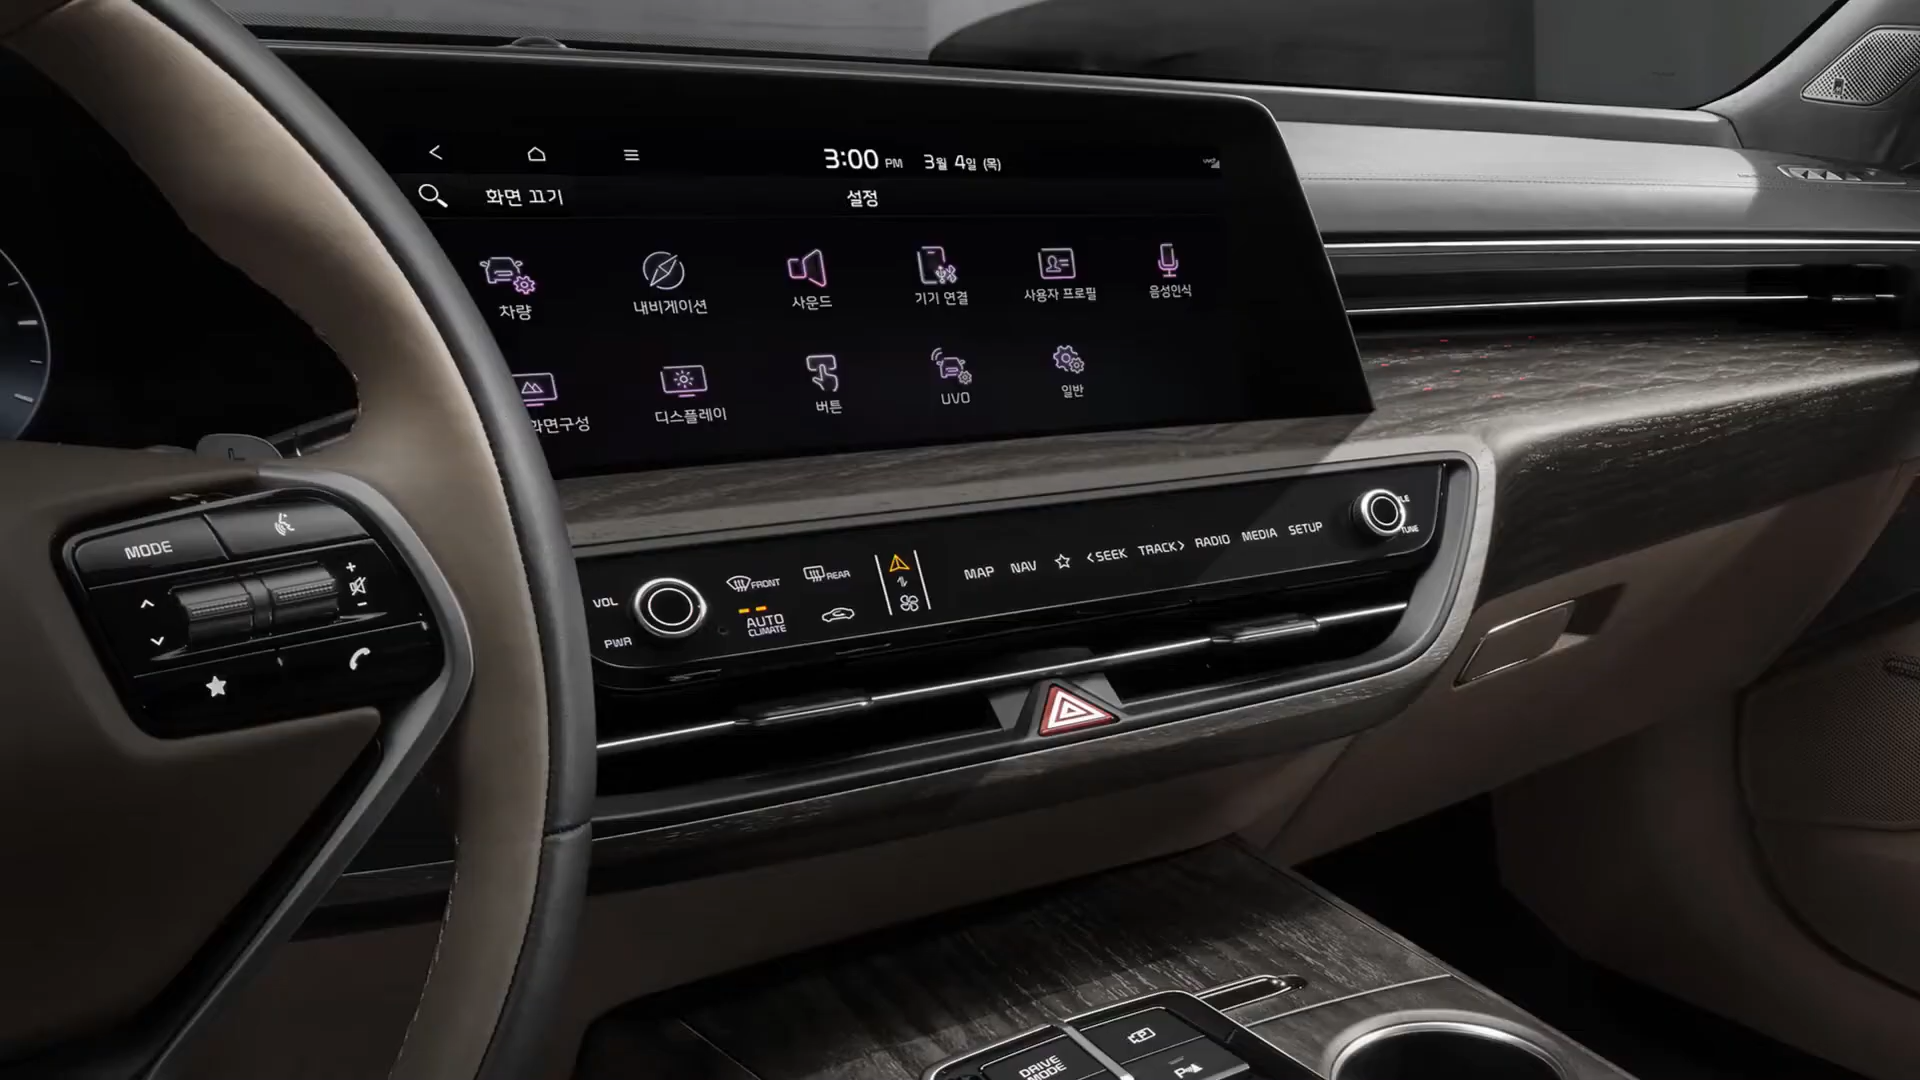 3:00 PM 3월 4일 (목)
화면 끄기
설정
차량
내비게이션
사운드
기기 연결
사용자 프로필
음성인식
화면구성
디스플레이
버튼
UVO
일반
MODE
+
-
VOL
PWR
FRONT
REAR
AUTO
CLIMATE
MAP
NAV
< SEEK
TRACK >
RADIO
MEDIA
SETUP
TUNE
DRIVE
MODE
P
P